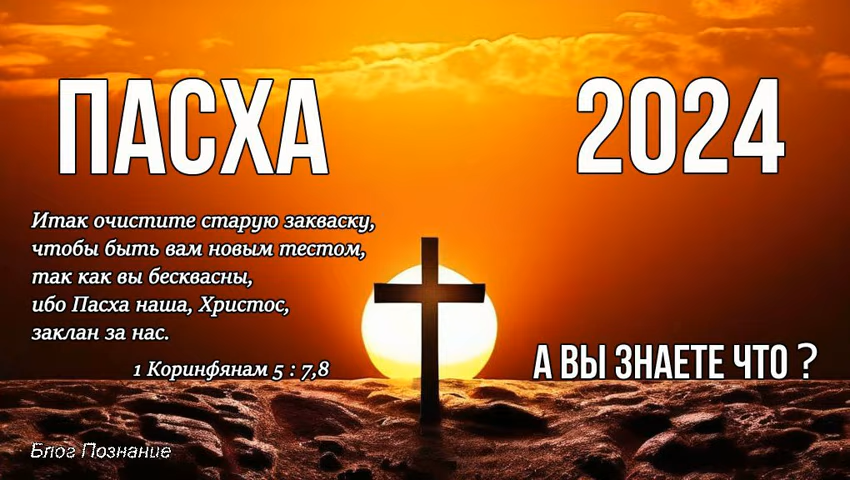 ПАСХА
2024
Итак очистите старую закваску,
чтобы быть вам новым тестом,
так как вы бесквасны,
ибо Пасха наша, Христос,
заклан за нас.
1 Коринфянам 5 : 7,8
А ВЫ ЗНАЕТЕ ЧТО ?
Блог Познание